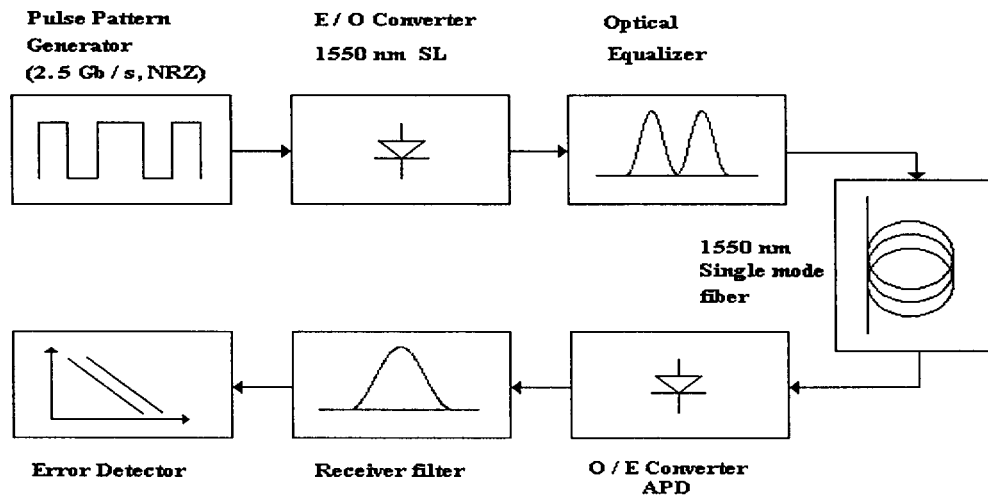 Pulse Pattern
Generator
(2.5 Gb / s, NRZ)
E / O Converter
1550 nm SL
Optical
Equalizer
1550 nm
Single mode
fiber
Error Detector
Receiver filter
O / E Converter
APD